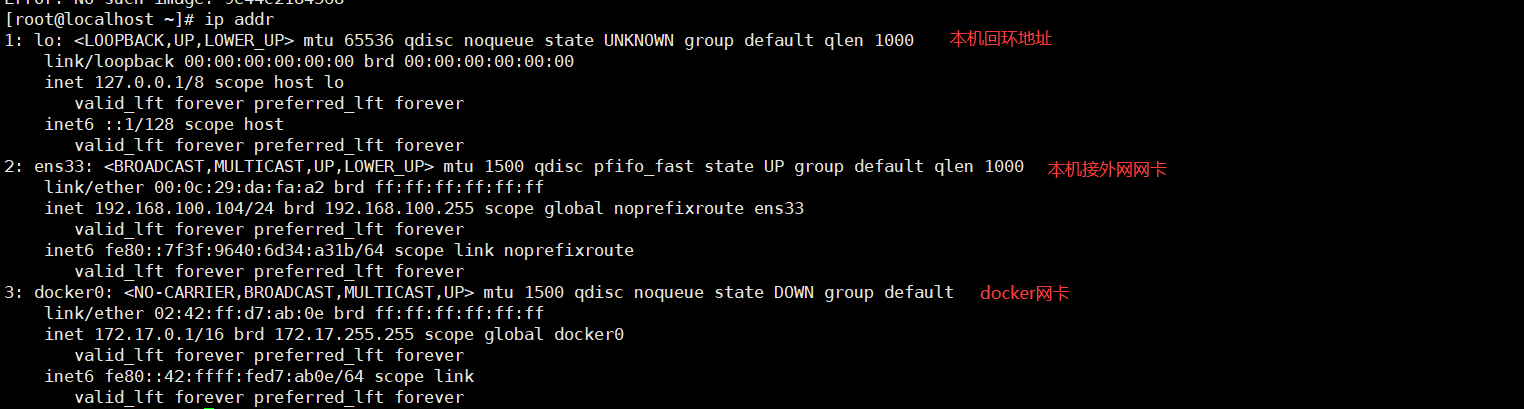 [root@localhost ~]# ip addr
1: lo: <LOOPBACK,UP,LOWER_UP> mtu 65536 qdisc noqueue state UNKNOWN group default qlen 1000 本机回环地址
    link/loopback 00:00:00:00:00:00 brd 00:00:00:00:00:00
    inet 127.0.0.1/8 scope host lo
       valid_lft forever preferred_lft forever
    inet6 ::1/128 scope host
       valid_lft forever preferred_lft forever
2: ens33: <BROADCAST,MULTICAST,UP,LOWER_UP> mtu 1500 qdisc pfifo_fast state UP group default qlen 1000 本机接外网网卡
    link/ether 00:0c:29:da:fa:a2 brd ff:ff:ff:ff:ff:ff
    inet 192.168.100.104/24 brd 192.168.100.255 scope global noprefixroute ens33
       valid_lft forever preferred_lft forever
    inet6 fe80::7f3f:9640:6d34:a31b/64 scope link noprefixroute
       valid_lft forever preferred_lft forever
3: docker0: <NO-CARRIER,BROADCAST,MULTICAST,UP> mtu 1500 qdisc noqueue state DOWN group default docker网卡
    link/ether 02:42:ff:d7:ab:0e brd ff:ff:ff:ff:ff:ff
    inet 172.17.0.1/16 brd 172.17.255.255 scope global docker0
       valid_lft forever preferred_lft forever
    inet6 fe80::42:ffff:fed7:ab0e/64 scope link
       valid_lft forever preferred_lft forever